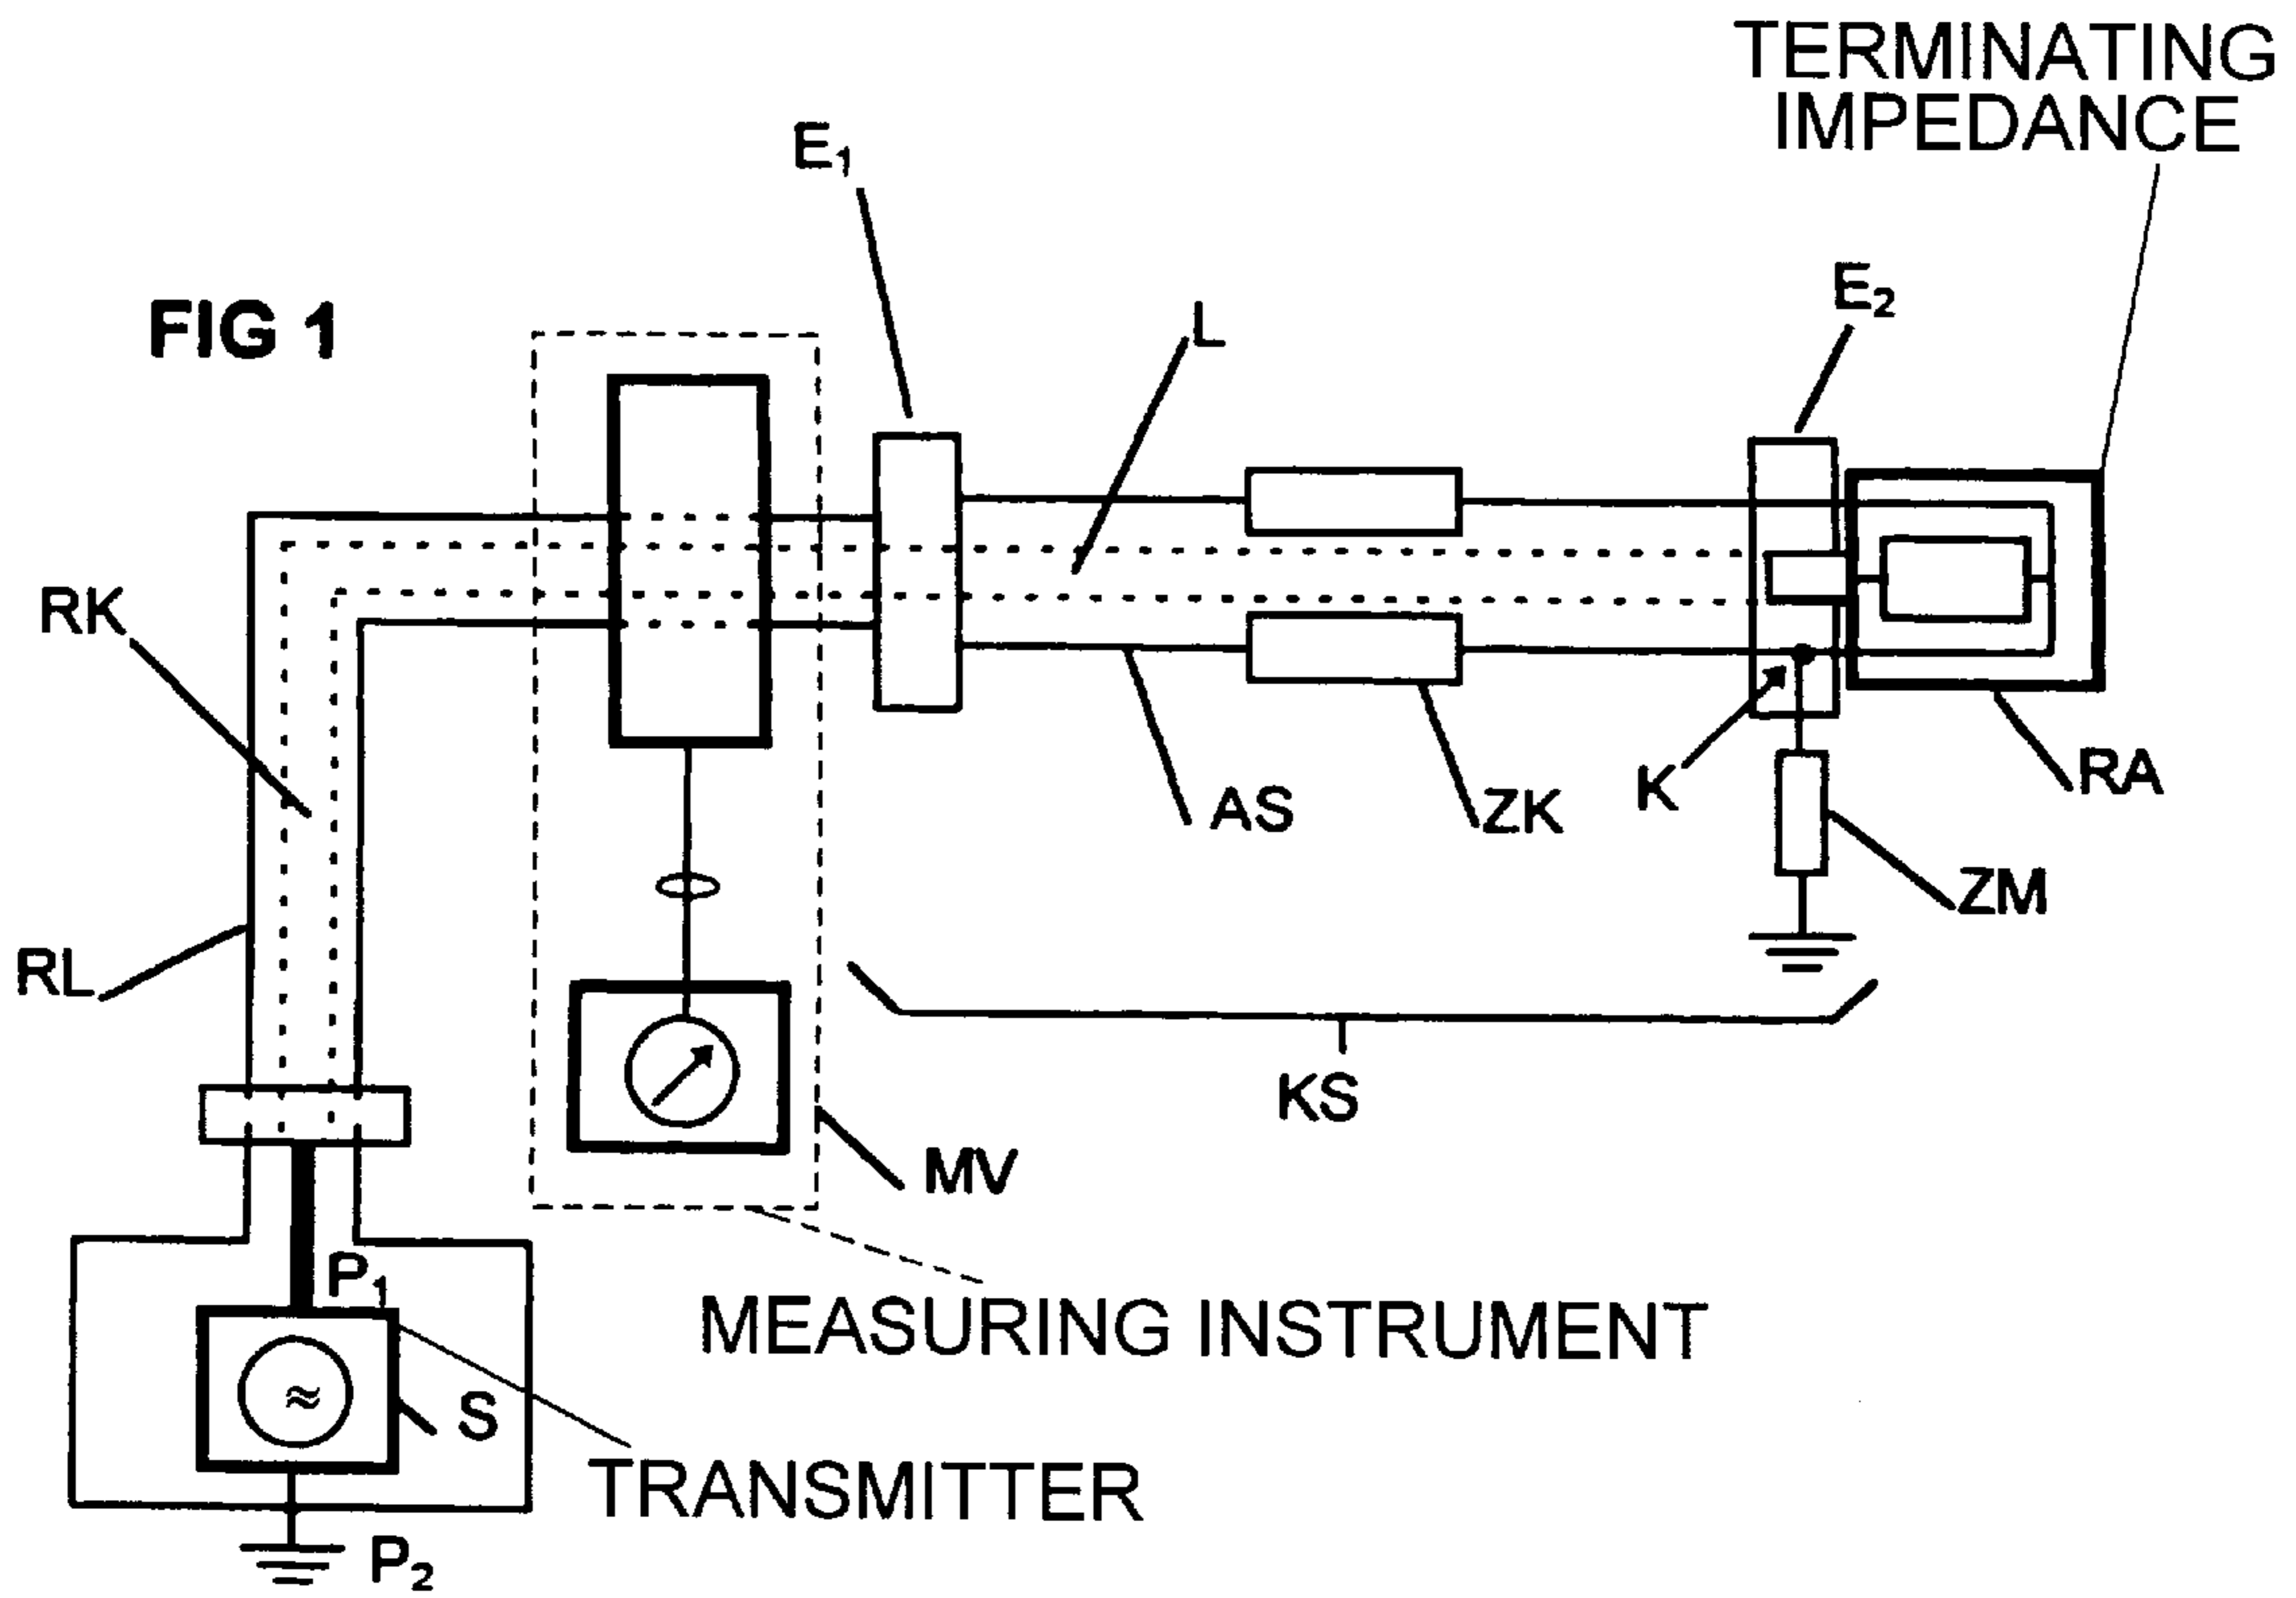 TERMINATING
IMPEDANCE
E1
E2
FIG 1
L
RK
RA
K
AS
ZK
ZM
RL
KS
MV
P1
MEASURING INSTRUMENT
S
TRANSMITTER
P2